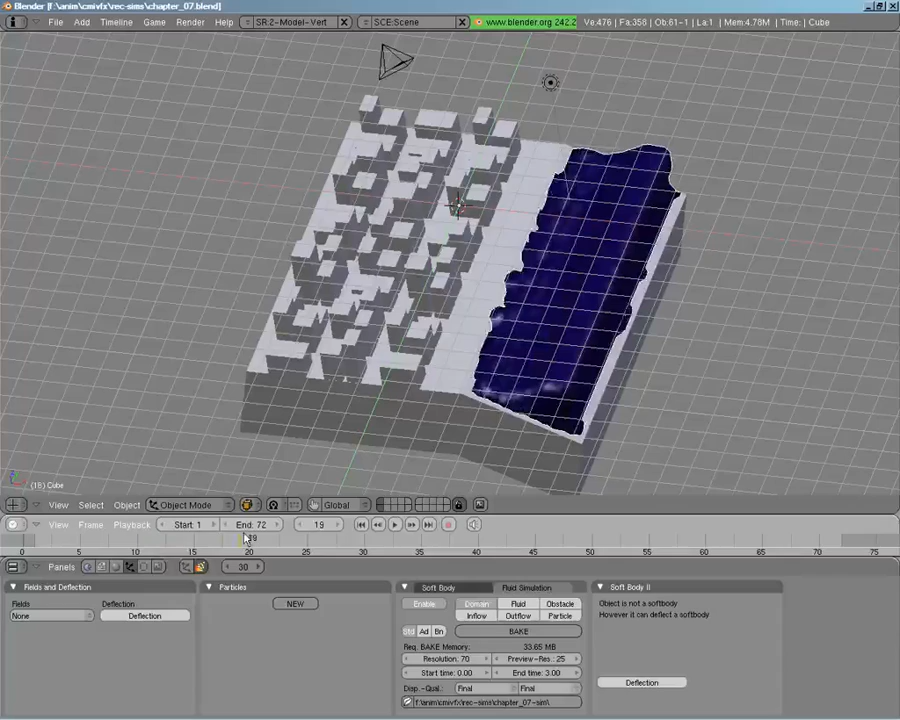 Blender [f:\anim\cmivfx\rec-sims\chapter_07.blend]
File Add Timeline Game Render Help SR:2-Model-Vert SCE:Scene www.blender.org 242.2 Ve:476 | Fa:358 | Ob:61-1 | La:1 | Mem:4.78M | Time: | Cube
(18) Cube
View Select Object Object Mode Global
View Frame Playback Start: 1 End: 72 19
19
0 5 10 15 20 25 30 35 40 45 50 55 60 65 70 75
Panels 30
Fields and Deflection Particles Soft Body Fluid Simulation Soft Body II
Fields Deflection NEW Enable Domain Fluid Obstacle Object is not a softbody
None Deflection Inflow Outflow Particle However it can deflect a softbody
Std Ad Bn BAKE
Req. BAKE Memory: 33.65 MB
Resolution: 70 Preview-Res.: 25
Start time: 0.00 End time: 3.00
Disp.-Qual.: Final Final Deflection
f:\anim\cmivfx\rec-sims\chapter_07-sim\